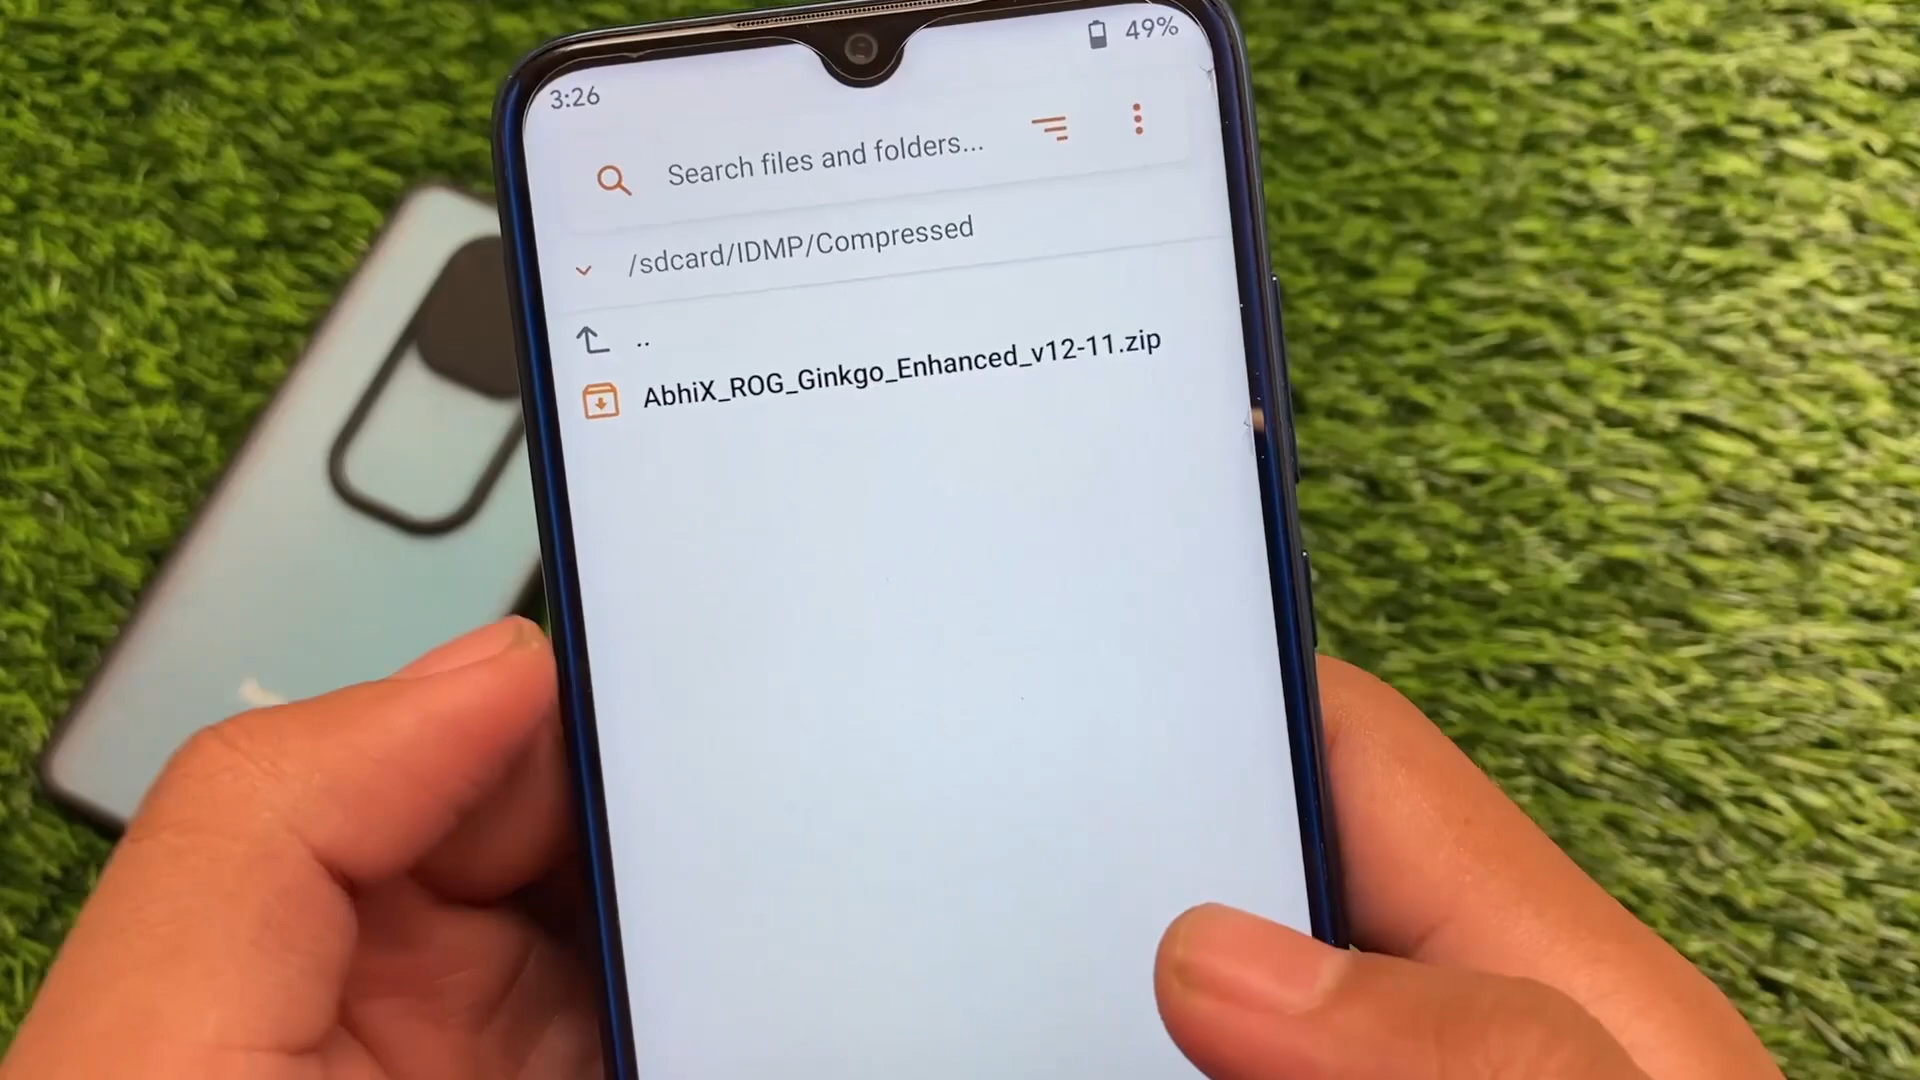 3:26
49%
Search files and folders...
/sdcard/IDMP/Compressed
..
AbhiX_ROG_Ginkgo_Enhanced_v12-11.zip